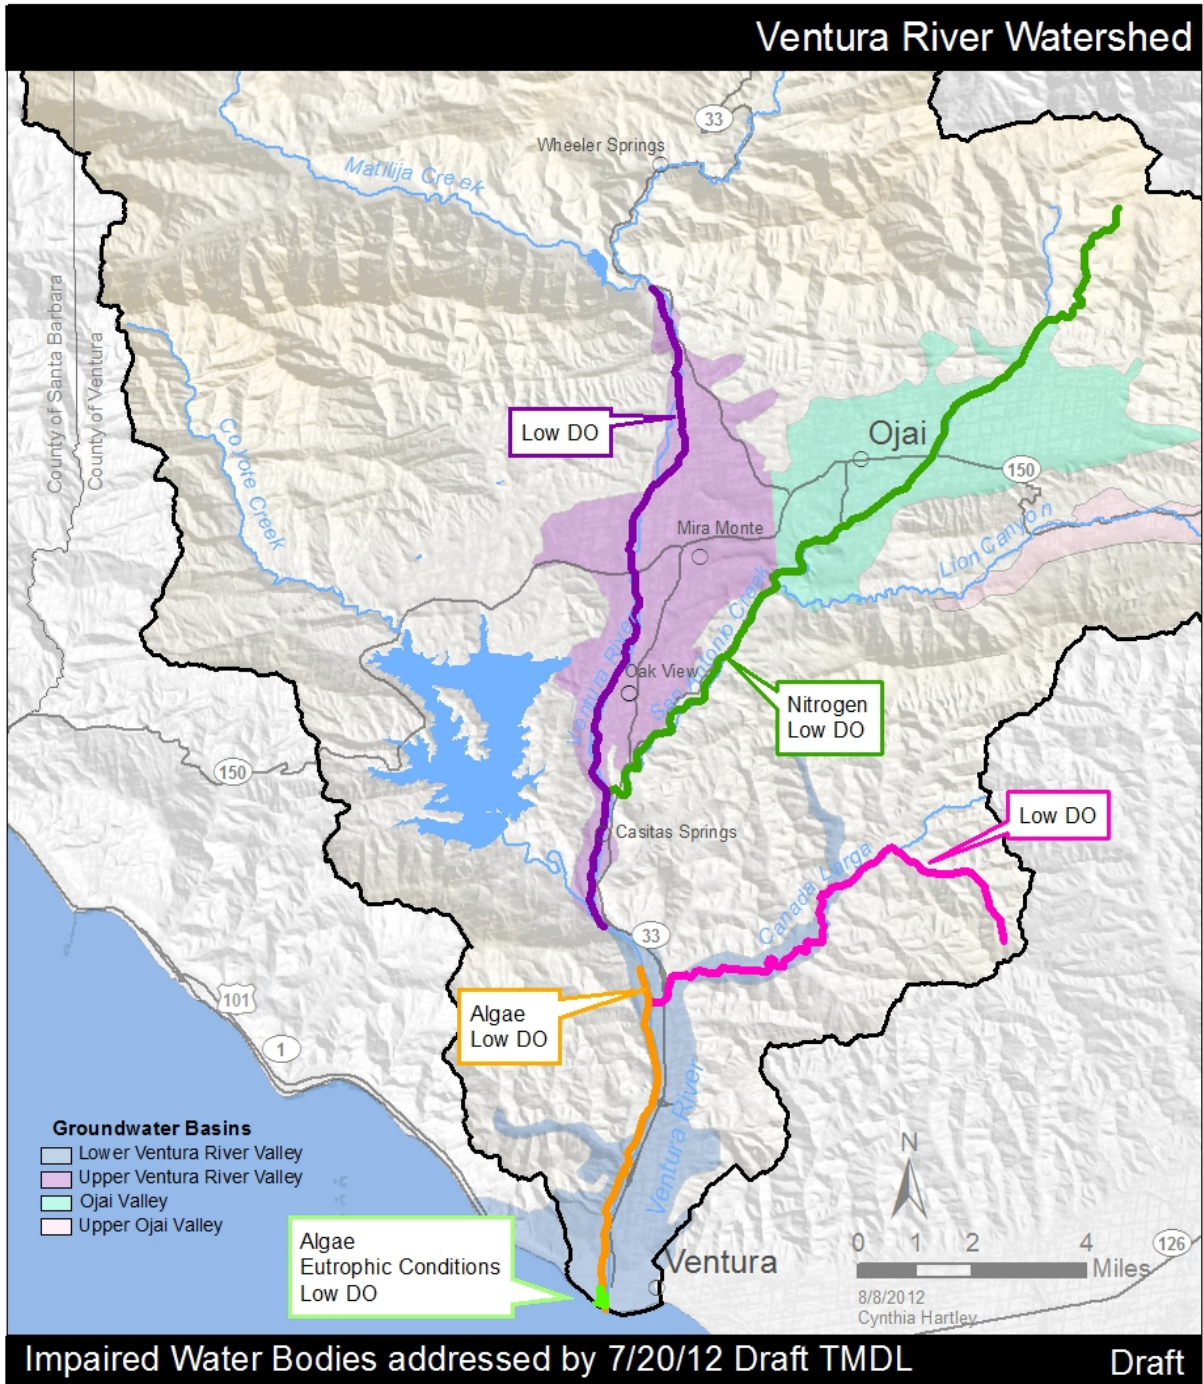 Ventura River Watershed
33
Wheeler Springs
Matilija Creek
County of Santa Barbara
County of Ventura
Low DO
Coyote Creek
Ojai
150
Mira Monte
Lion Canyon
San Antonio Creek
Ventura River
Oak View
Nitrogen
Low DO
150
Low DO
Casitas Springs
Canada Larga
33
101
Algae
Low DO
1
Ventura River
Groundwater Basins
Lower Ventura River Valley
Upper Ventura River Valley
Ojai Valley
Upper Ojai Valley
N
Algae
Eutrophic Conditions
Low DO
Ventura
0 1 2 4
Miles
126
8/8/2012
Cynthia Hartley
Impaired Water Bodies addressed by 7/20/12 Draft TMDL
Draft